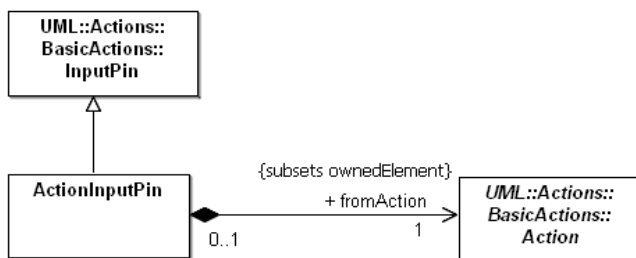 UML::Actions::
BasicActions::
InputPin
ActionInputPin
{subsets ownedElement}
+ fromAction
0..1
1
UML::Actions::
BasicActions::
Action